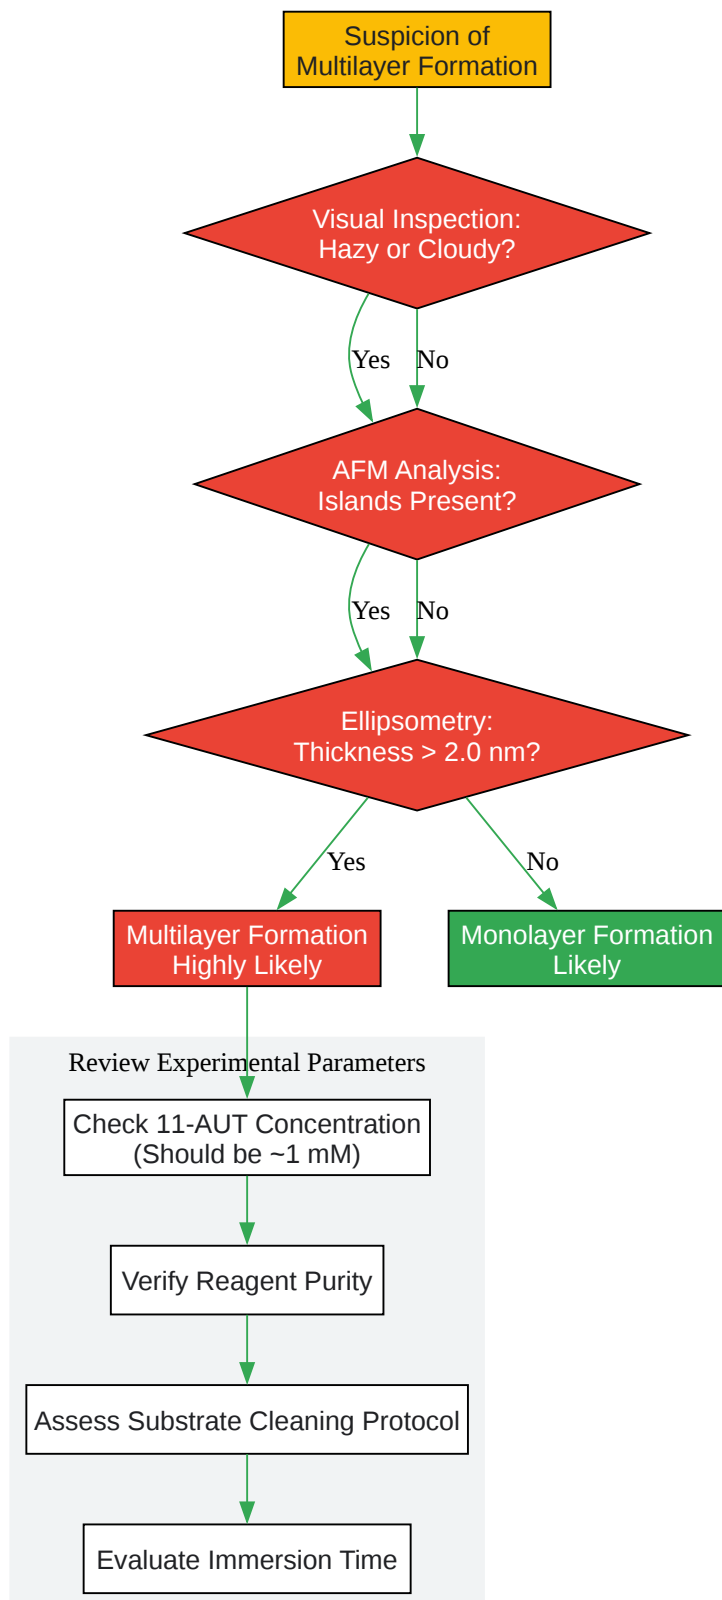 Suspicion of
Multilayer Formation
Visual Inspection:
Hazy or Cloudy?
Yes
No
AFM Analysis:
Islands Present?
Yes
No
Ellipsometry:
Thickness > 2.0 nm?
Yes
No
Multilayer Formation
Highly Likely
Monolayer Formation
Likely
Review Experimental Parameters
Check 11-AUT Concentration
(Should be ~1 mM)
Verify Reagent Purity
Assess Substrate Cleaning Protocol
Evaluate Immersion Time